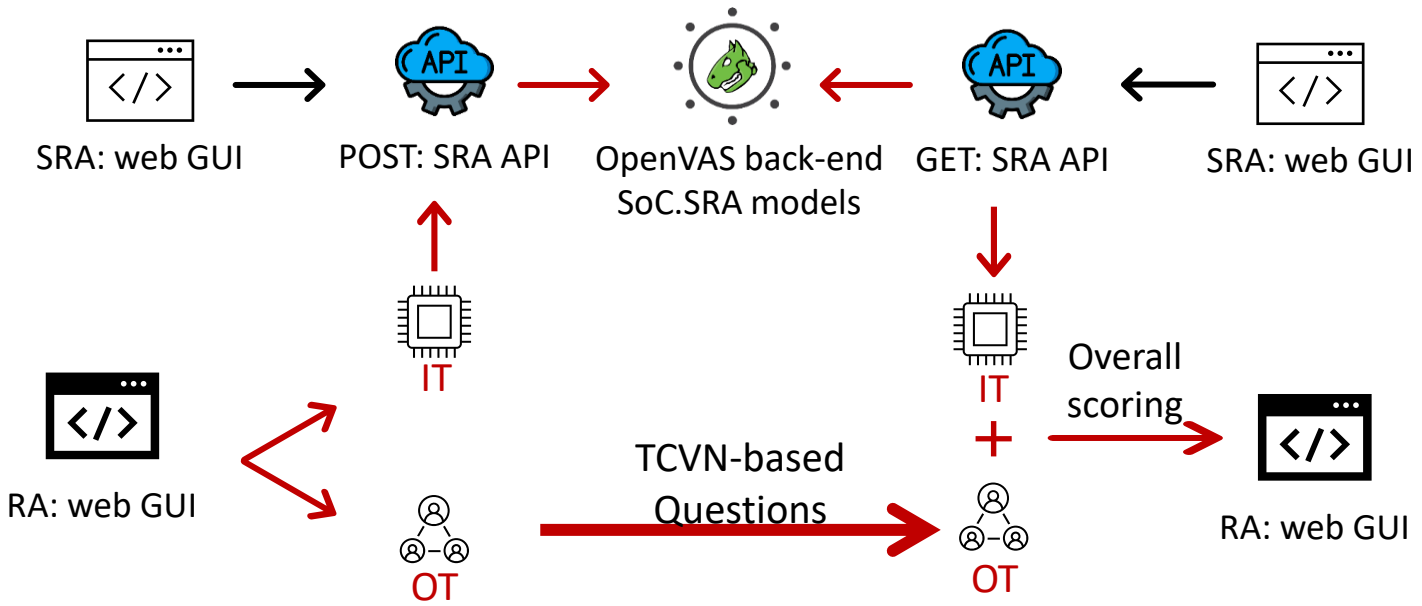 API
API
</>
</>
SRA: web GUI
POST: SRA API
OpenVAS back-end
SoC.SRA models
GET: SRA API
SRA: web GUI
IT
IT
Overall
scoring
+
</>
</>
RA: web GUI
TCVN-based
Questions
RA: web GUI
OT
OT